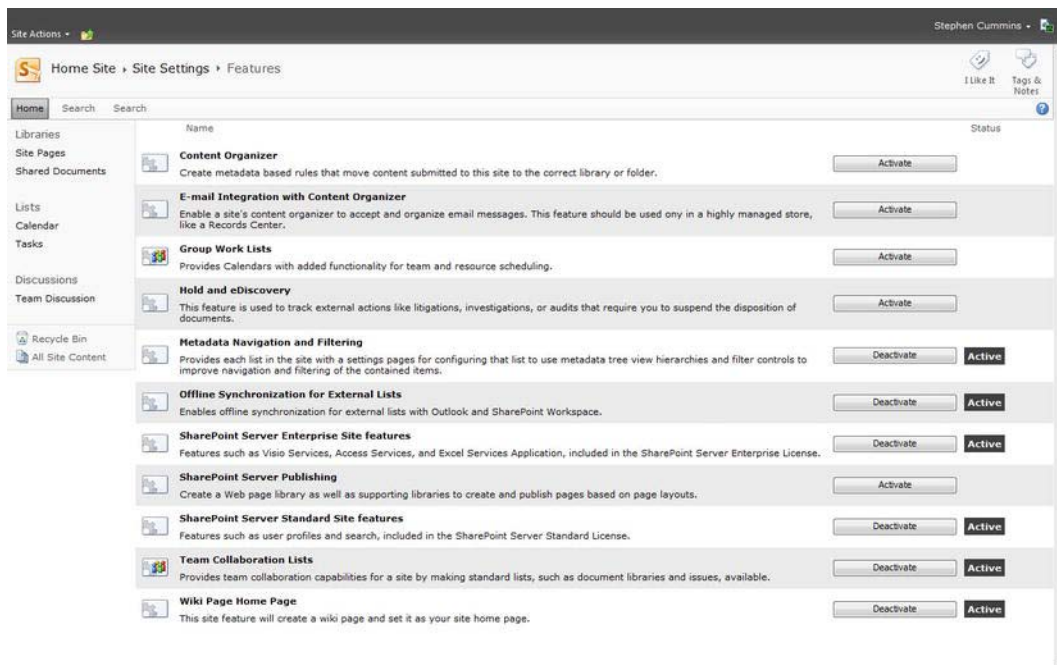 Site Actions
Stephen Cummins
Home Site ▸ Site Settings ▸ Features
I Like It
Tags & Notes
Home Search Search
Libraries
Site Pages
Shared Documents
Lists
Calendar
Tasks
Discussions
Team Discussion
Recycle Bin
All Site Content
Name Status
Content Organizer
Create metadata based rules that move content submitted to this site to the correct library or folder.
Activate
E-mail Integration with Content Organizer
Enable a site's content organizer to accept and organize email messages. This feature should be used ony in a highly managed store,
like a Records Center.
Activate
Group Work Lists
Provides Calendars with added functionality for team and resource scheduling.
Activate
Hold and eDiscovery
This feature is used to track external actions like litigations, investigations, or audits that require you to suspend the disposition of
documents.
Activate
Metadata Navigation and Filtering
Provides each list in the site with a settings pages for configuring that list to use metadata tree view hierarchies and filter controls to
improve navigation and filtering of the contained items.
Deactivate Active
Offline Synchronization for External Lists
Enables offline synchronization for external lists with Outlook and SharePoint Workspace.
Deactivate Active
SharePoint Server Enterprise Site features
Features such as Visio Services, Access Services, and Excel Services Application, included in the SharePoint Server Enterprise License.
Deactivate Active
SharePoint Server Publishing
Create a Web page library as well as supporting libraries to create and publish pages based on page layouts.
Activate
SharePoint Server Standard Site features
Features such as user profiles and search, included in the SharePoint Server Standard License.
Deactivate Active
Team Collaboration Lists
Provides team collaboration capabilities for a site by making standard lists, such as document libraries and issues, available.
Deactivate Active
Wiki Page Home Page
This site feature will create a wiki page and set it as your site home page.
Deactivate Active